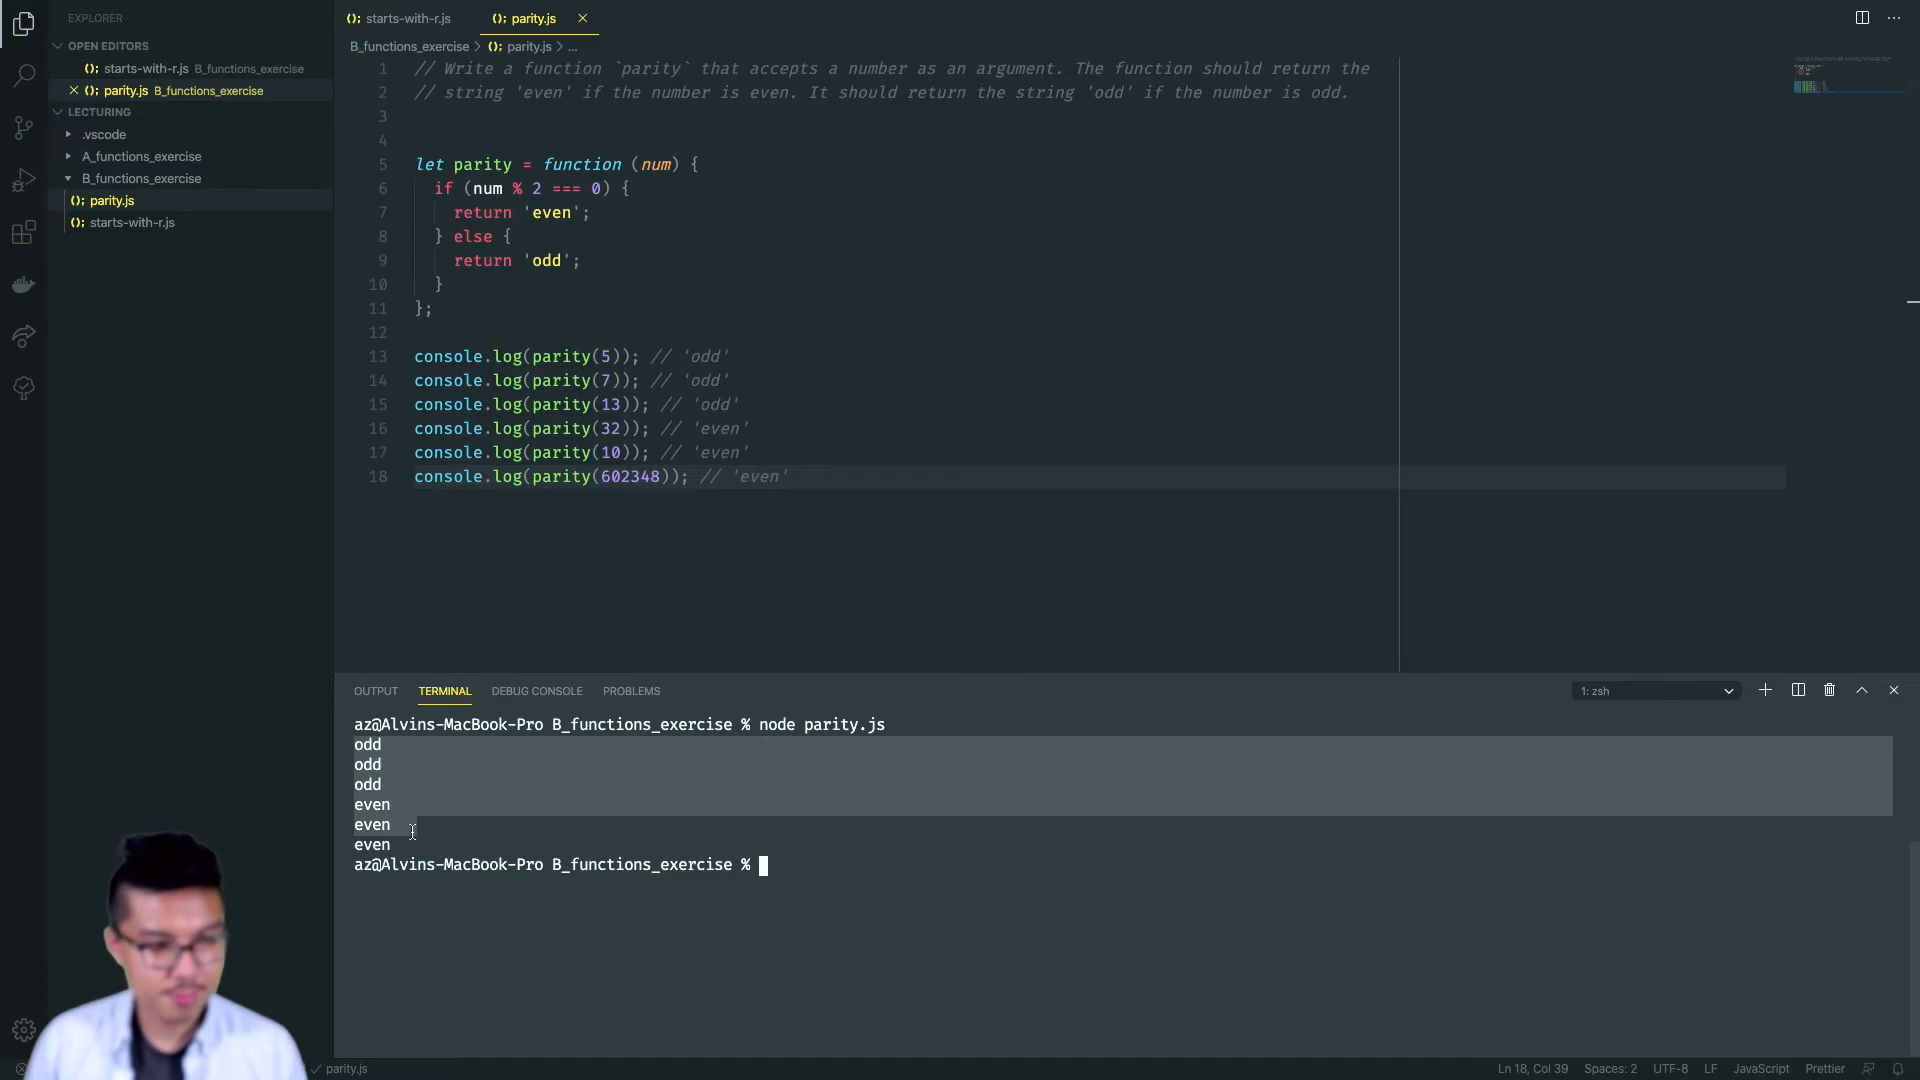 EXPLORER
OPEN EDITORS
(); starts-with-r.js B_functions_exercise
(); parity.js B_functions_exercise
LECTURING
.vscode
A_functions_exercise
B_functions_exercise
(); parity.js
(); starts-with-r.js
(); starts-with-r.js (); parity.js
B_functions_exercise > (); parity.js > ...
1 // Write a function `parity` that accepts a number as an argument. The function should return the
2 // string 'even' if the number is even. It should return the string 'odd' if the number is odd.
3
4
5 let parity = function (num) {
6 if (num % 2 === 0) {
7 return 'even';
8 } else {
9 return 'odd';
10 }
11 };
12
13 console.log(parity(5)); // 'odd'
14 console.log(parity(7)); // 'odd'
15 console.log(parity(13)); // 'odd'
16 console.log(parity(32)); // 'even'
17 console.log(parity(10)); // 'even'
18 console.log(parity(602348)); // 'even'
OUTPUT TERMINAL DEBUG CONSOLE PROBLEMS 1: zsh
az@Alvins-MacBook-Pro B_functions_exercise % node parity.js
odd
odd
odd
even
even
even
az@Alvins-MacBook-Pro B_functions_exercise %
parity.js Ln 18, Col 39 Spaces: 2 UTF-8 LF JavaScript Prettier